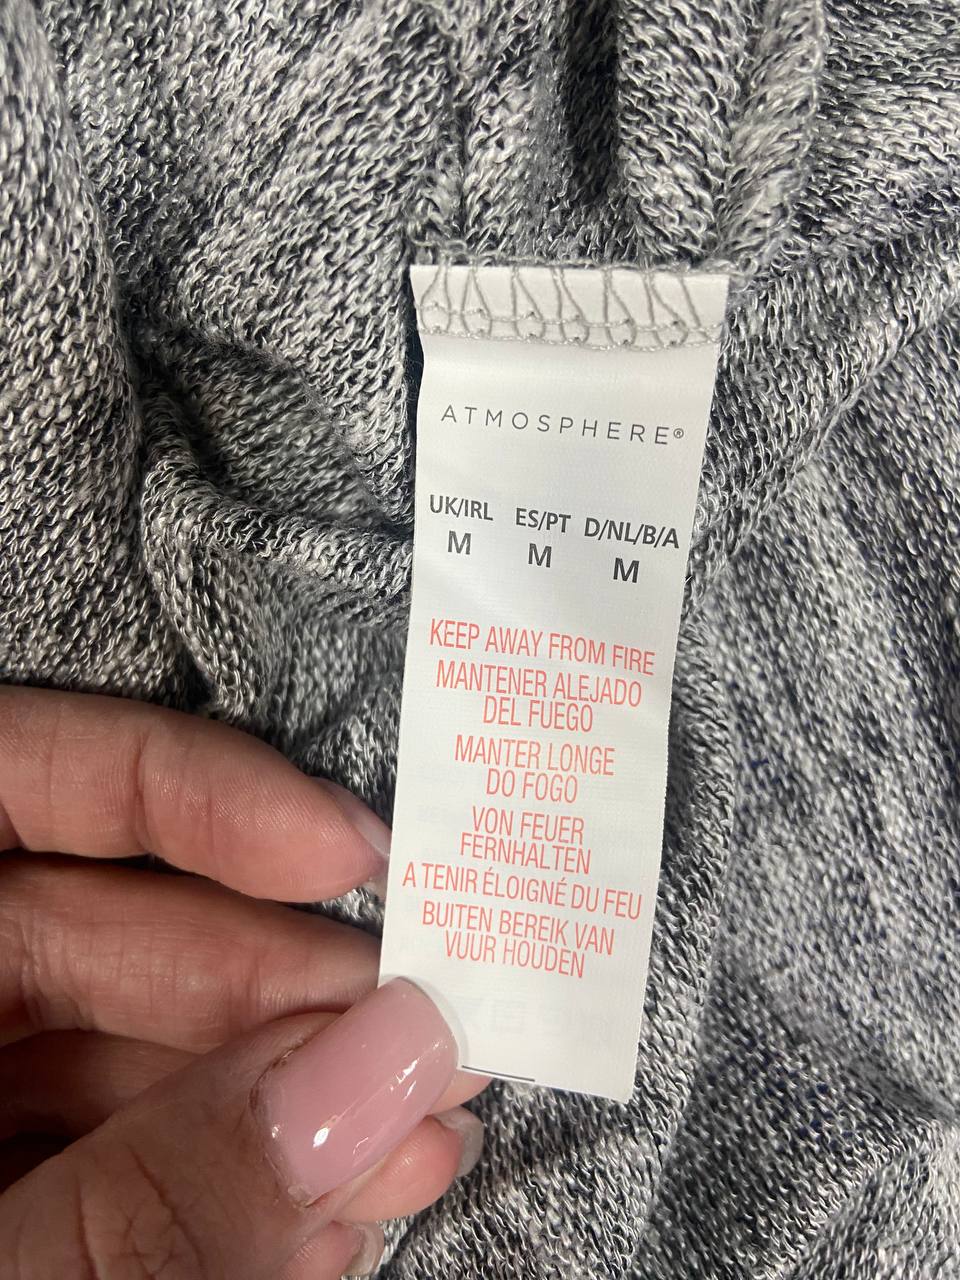 ATMOSPHERE®
UK/IRL ES/PT D/NL/B/A
M M M
KEEP AWAY FROM FIRE
MANTENER ALEJADO
DEL FUEGO
MANTER LONGE
DO FOGO
VON FEUER
FERNHALTEN
A TENIR ÉLOIGNÉ DU FEU
BUITEN BEREIK VAN
VUUR HOUDEN